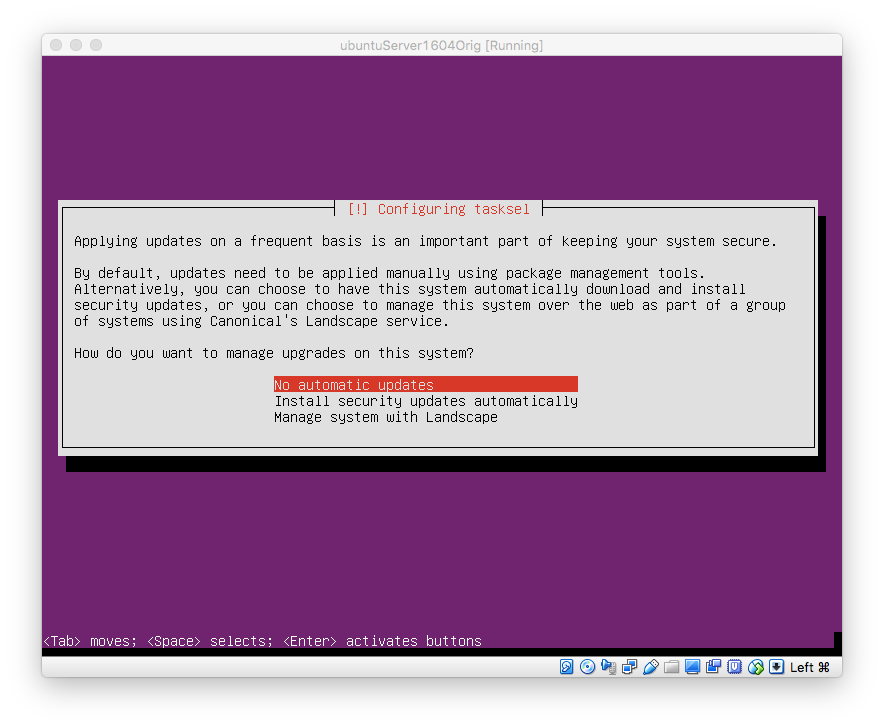 ubuntuServer1604Orig [Running]
[!] Configuring tasksel
Applying updates on a frequent basis is an important part of keeping your system secure.
By default, updates need to be applied manually using package management tools.
Alternatively, you can choose to have this system automatically download and install
security updates, or you can choose to manage this system over the web as part of a group
of systems using Canonical's Landscape service.
How do you want to manage upgrades on this system?
No automatic updates
Install security updates automatically
Manage system with Landscape
<Tab> moves; <Space> selects; <Enter> activates buttons
Left ⌘